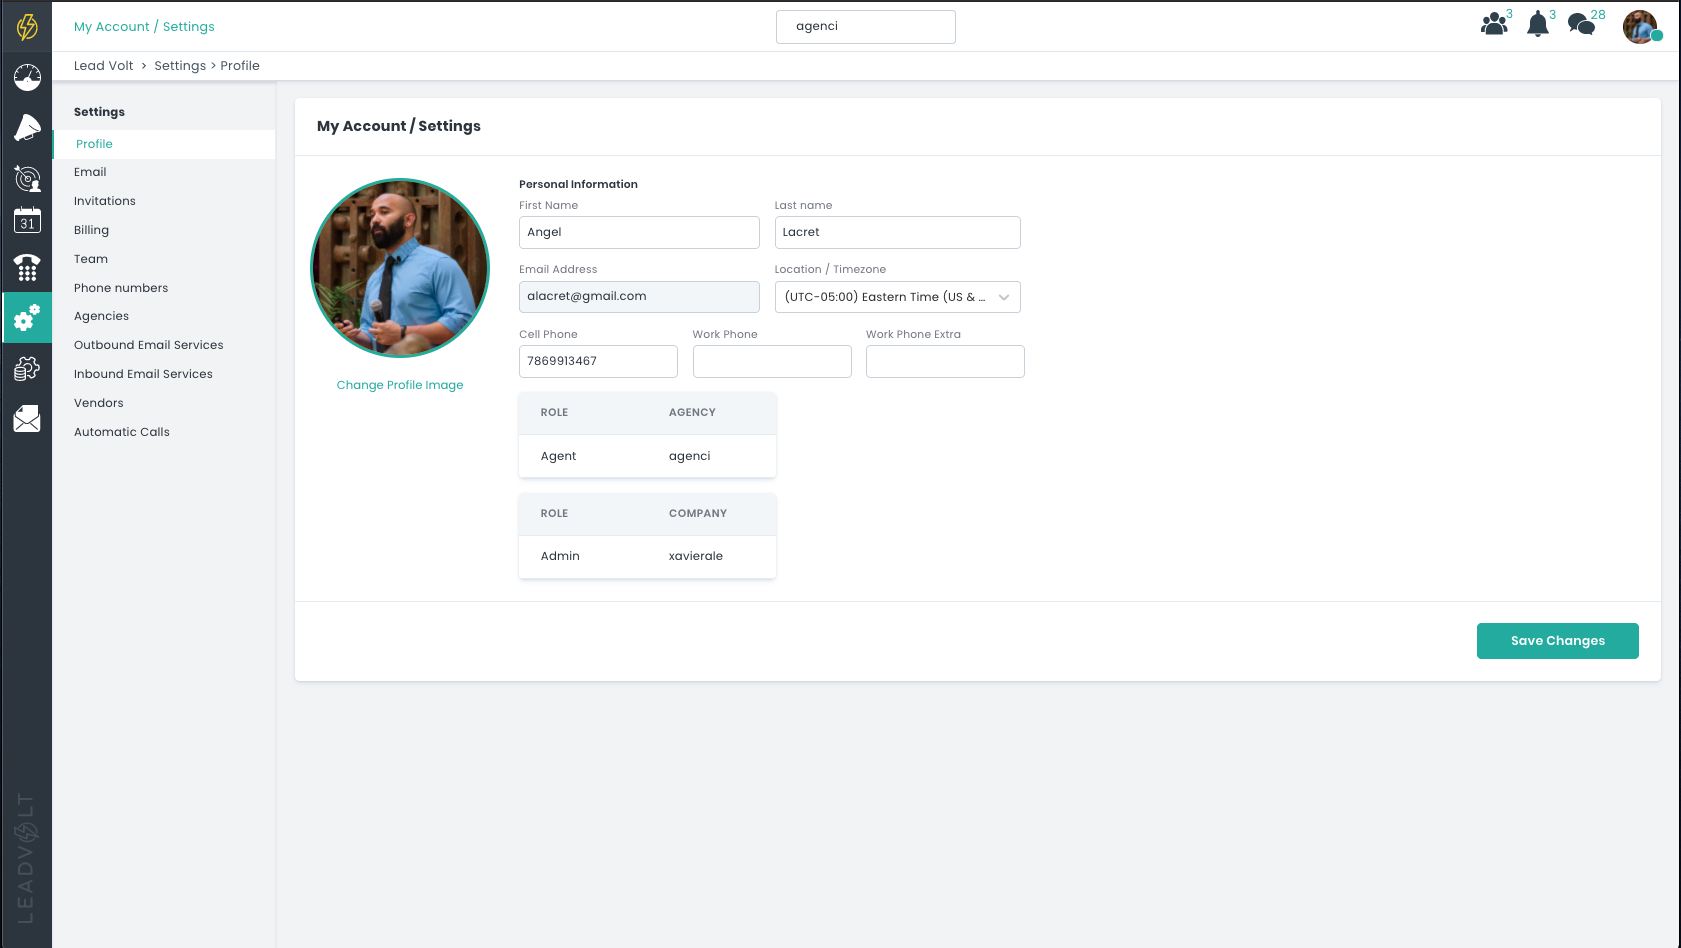 My Account / Settings
agenci
3
3
28
Lead Volt > Settings > Profile
Settings
Profile
Email
Invitations
Billing
Team
Phone numbers
Agencies
Outbound Email Services
Inbound Email Services
Vendors
Automatic Calls
31
LEADVOLT
My Account / Settings
Change Profile Image
Personal Information
First Name Last name
Angel Lacret
Email Address Location / Timezone
alacret@gmail.com (UTC-05:00) Eastern Time (US & ...
Cell Phone Work Phone Work Phone Extra
7869913467
ROLE AGENCY
Agent agenci
ROLE COMPANY
Admin xavierale
Save Changes